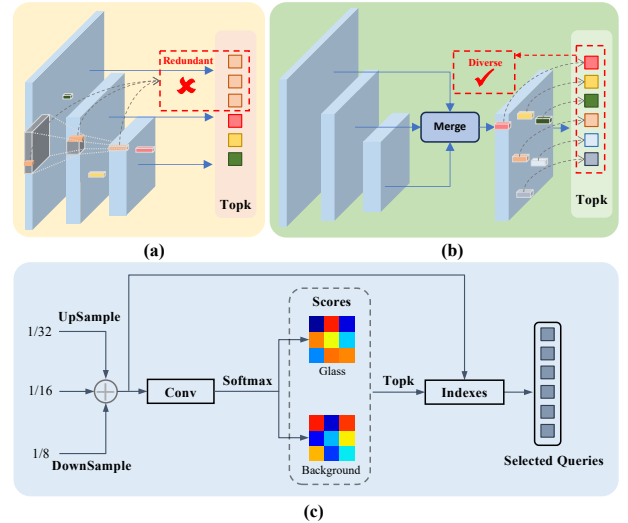 Redundant
Topk
(a)
Diverse
Merge
Topk
(b)
UpSample
1/32
1/16
1/8
DownSample
Conv
Softmax
Scores
Glass
Background
Topk
Indexes
Selected Queries
(c)